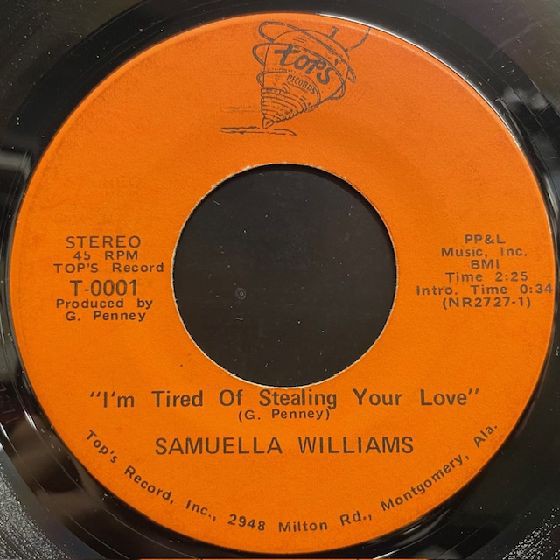 TOPS
RECORDS
STEREO
45 RPM
TOP'S Record
T-0001
Produced by
G. Penney
PP&L
Music, Inc.
BMI
Time 2:25
Intro. Time 0:34
(NR2727-1)
"I'm Tired Of Stealing Your Love"
(G. Penney)
SAMUELLA WILLIAMS
Top's Record, Inc., 2948 Milton Rd., Montgomery, Ala.